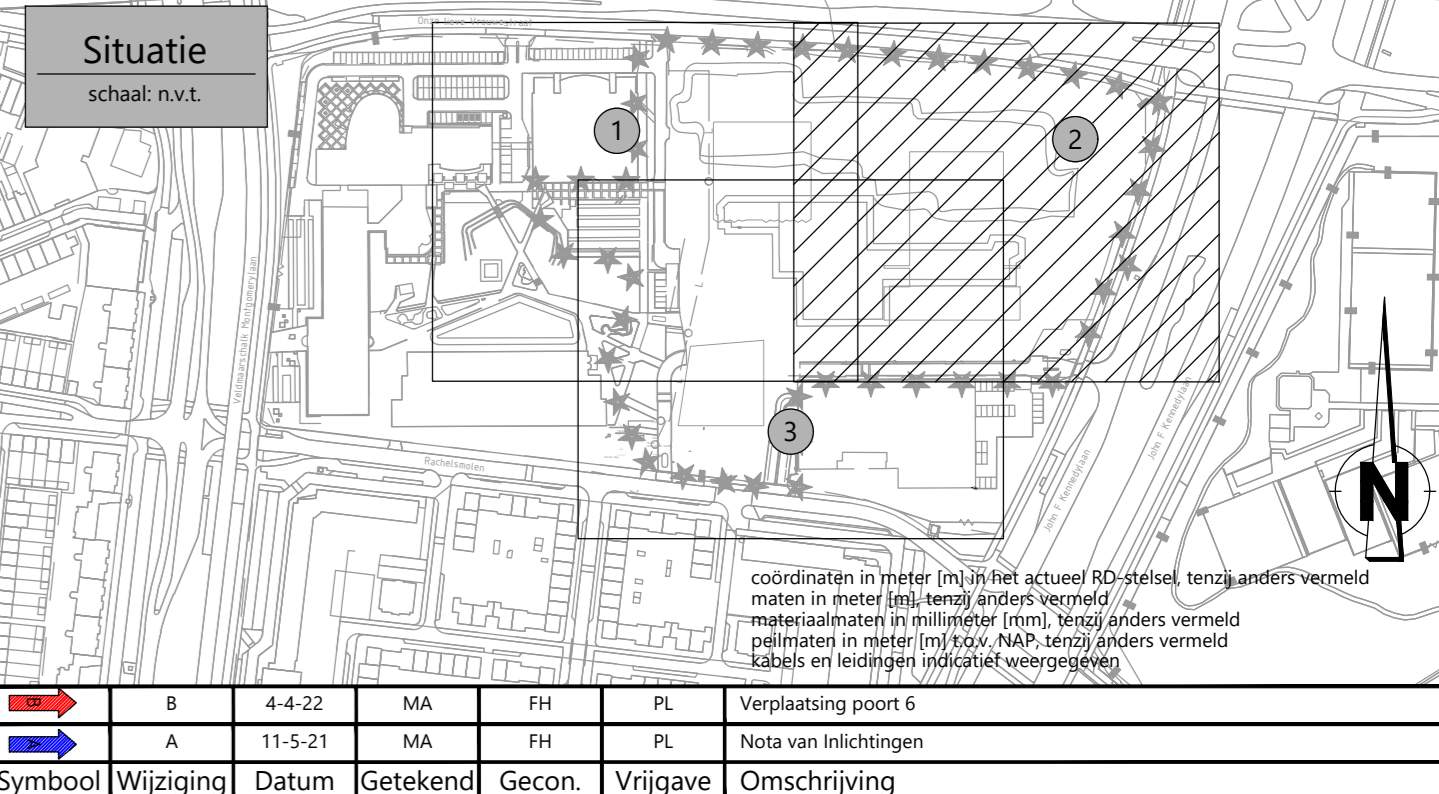 Situatie
schaal: n.v.t.
Onze lieve Vrouwestraat
1
2
Veldmaarschalk Montgomerylaan
3
John F Kennedylaan
Rachelsmolen
John F Kennedylaan
N
coördinaten in meter [m] in het actueel RD-stelsel, tenzij anders vermeld
maten in meter [m], tenzij anders vermeld
materiaalmaten in millimeter [mm], tenzij anders vermeld
peilmaten in meter [m] t.o.v. NAP, tenzij anders vermeld
kabels en leidingen indicatief weergegeven
B B 4-4-22 MA FH PL Verplaatsing poort 6
A A 11-5-21 MA FH PL Nota van Inlichtingen
Symbool Wijziging Datum Getekend Gecon. Vrijgave Omschrijving